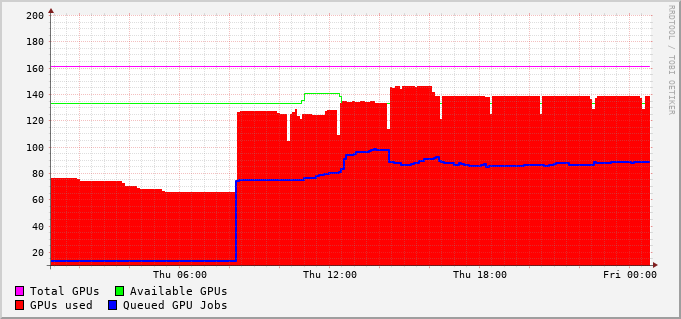 200
180
160
140
120
100
80
60
40
20
Thu 06:00 Thu 12:00 Thu 18:00 Fri 00:00
Total GPUs Available GPUs
GPUs used Queued GPU Jobs
RRDTOOL / TOBI OETIKER